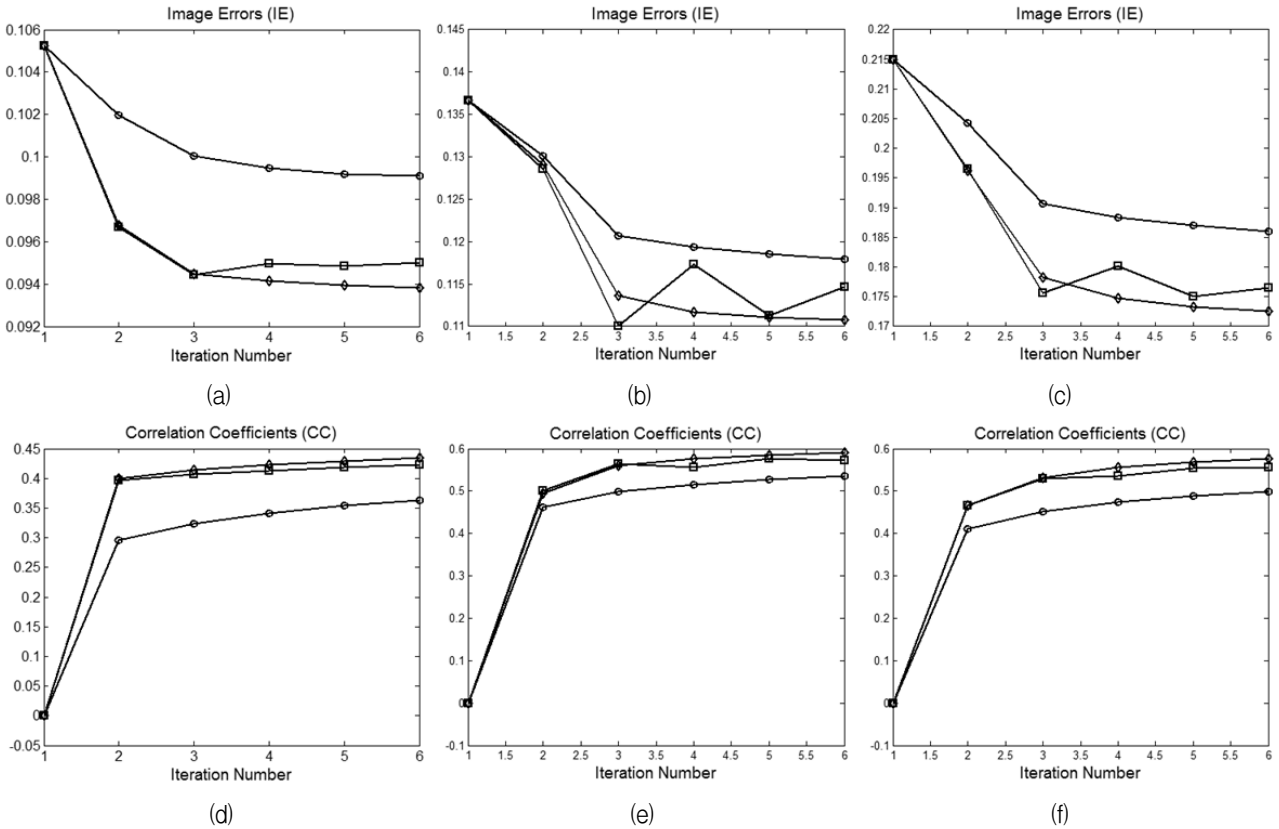 Image Errors (IE)
0.106
0.104
0.102
0.1
0.098
0.096
0.094
0.092
1 2 3 4 5 6
Iteration Number
(a)
Image Errors (IE)
0.145
0.14
0.135
0.13
0.125
0.12
0.115
0.11
1 1.5 2 2.5 3 3.5 4 4.5 5 5.5 6
Iteration Number
(b)
Image Errors (IE)
0.22
0.215
0.21
0.205
0.2
0.195
0.19
0.185
0.18
0.175
0.17
1 1.5 2 2.5 3 3.5 4 4.5 5 5.5 6
Iteration Number
(c)
Correlation Coefficients (CC)
0.45
0.4
0.35
0.3
0.25
0.2
0.15
0.1
0.05
0
-0.05
1 2 3 4 5 6
Iteration Number
(d)
Correlation Coefficients (CC)
0.6
0.5
0.4
0.3
0.2
0.1
0
-0.1
1 1.5 2 2.5 3 3.5 4 4.5 5 5.5 6
Iteration Number
(e)
Correlation Coefficients (CC)
0.6
0.5
0.4
0.3
0.2
0.1
0
-0.1
1 1.5 2 2.5 3 3.5 4 4.5 5 5.5 6
Iteration Number
(f)